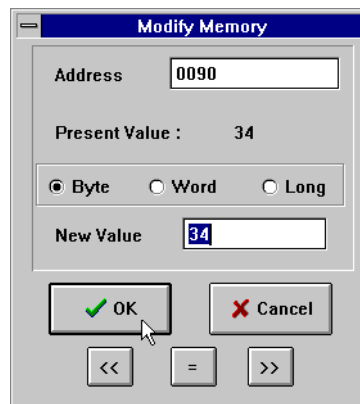 Modify Memory
Address 0090
Present Value : 34
Byte Word Long
New Value 34
OK Cancel
<< = >>